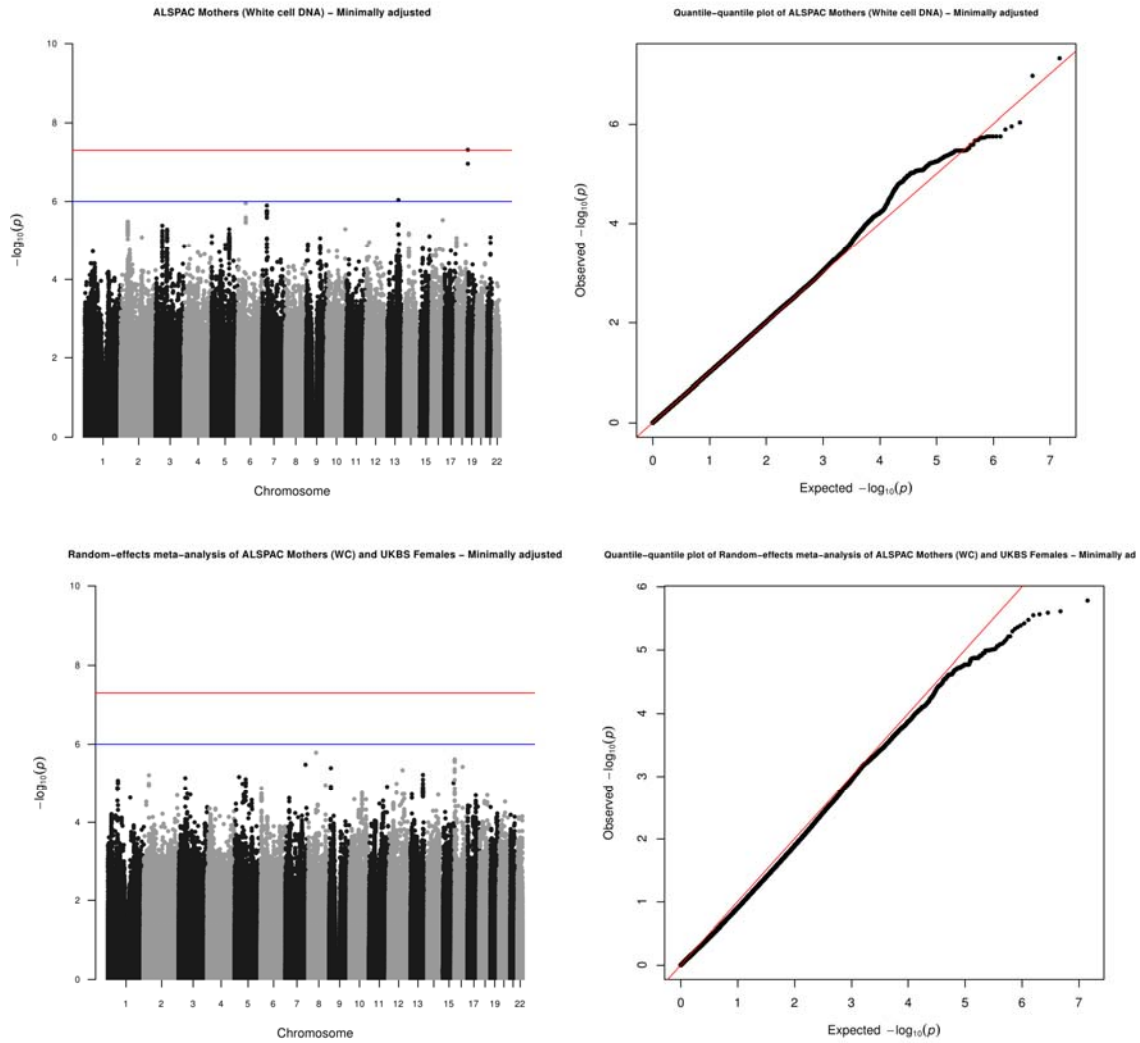 ALSPAC Mothers (White cell DNA) – Minimally adjusted
10
8
6
4
2
0
−log10(p)
1 2 3 4 5 6 7 8 9 10 11 12 13 15 17 19 22
Chromosome
Quantile−quantile plot of ALSPAC Mothers (White cell DNA) – Minimally adjusted
6
4
2
0
Observed −log10(p)
0 1 2 3 4 5 6 7
Expected −log10(p)
Random−effects meta−analysis of ALSPAC Mothers (WC) and UKBS Females – Minimally adjusted
10
8
6
4
2
0
−log10(p)
1 2 3 4 5 6 7 8 9 10 11 12 13 15 17 19 22
Chromosome
Quantile−quantile plot of Random−effects meta−analysis of ALSPAC Mothers (WC) and UKBS Females – Minimally ad
6
5
4
3
2
1
0
Observed −log10(p)
0 1 2 3 4 5 6 7
Expected −log10(p)